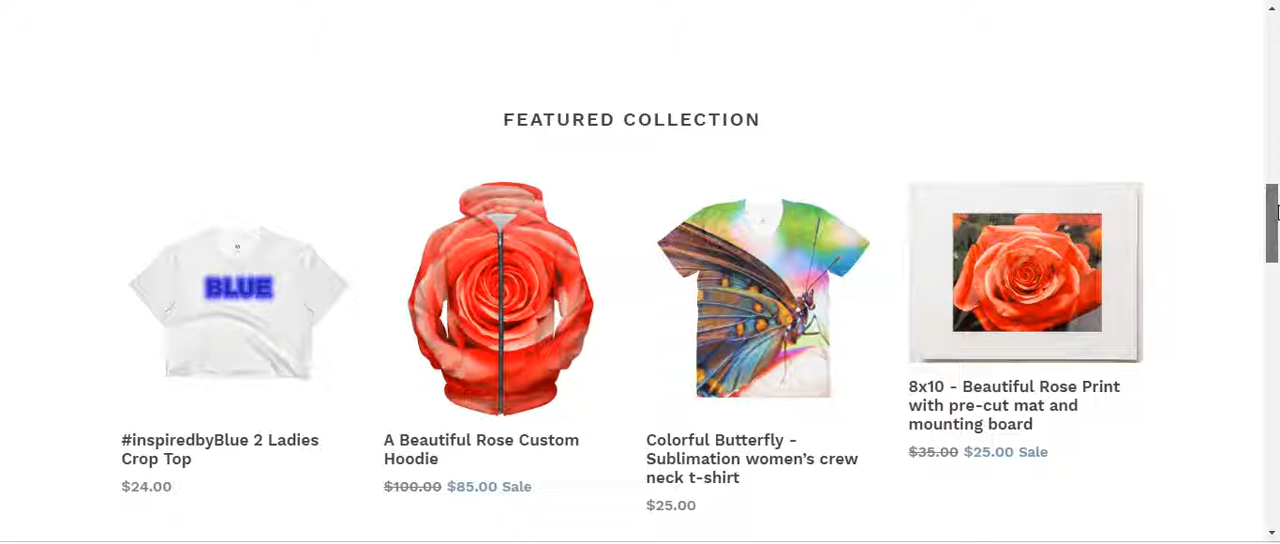 FEATURED COLLECTION
BLUE
#inspiredbyBlue 2 Ladies
Crop Top
$24.00
A Beautiful Rose Custom
Hoodie
$100.00 $85.00 Sale
Colorful Butterfly -
Sublimation women’s crew
neck t-shirt
$25.00
8x10 - Beautiful Rose Print
with pre-cut mat and
mounting board
$35.00 $25.00 Sale